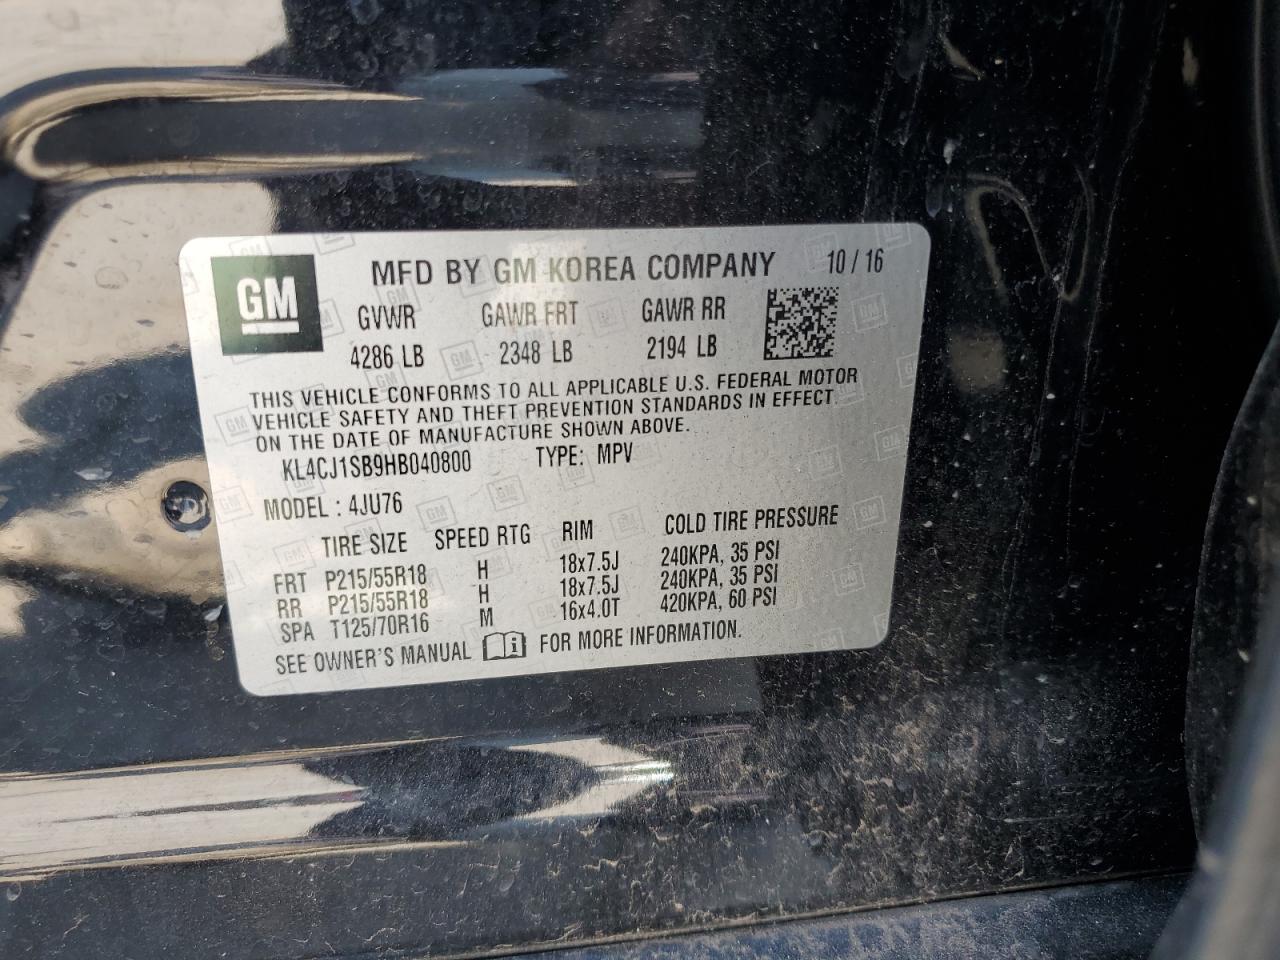 GM MFD BY GM KOREA COMPANY 10 / 16
GVWR GAWR FRT GAWR RR
4286 LB 2348 LB 2194 LB
THIS VEHICLE CONFORMS TO ALL APPLICABLE U.S. FEDERAL MOTOR
VEHICLE SAFETY AND THEFT PREVENTION STANDARDS IN EFFECT
ON THE DATE OF MANUFACTURE SHOWN ABOVE.
KL4CJ1SB9HB040800 TYPE: MPV
MODEL : 4JU76
TIRE SIZE SPEED RTG RIM COLD TIRE PRESSURE
FRT P215/55R18 H 18x7.5J 240KPA, 35 PSI
RR P215/55R18 H 18x7.5J 240KPA, 35 PSI
SPA T125/70R16 M 16x4.0T 420KPA, 60 PSI
SEE OWNER'S MANUAL FOR MORE INFORMATION.